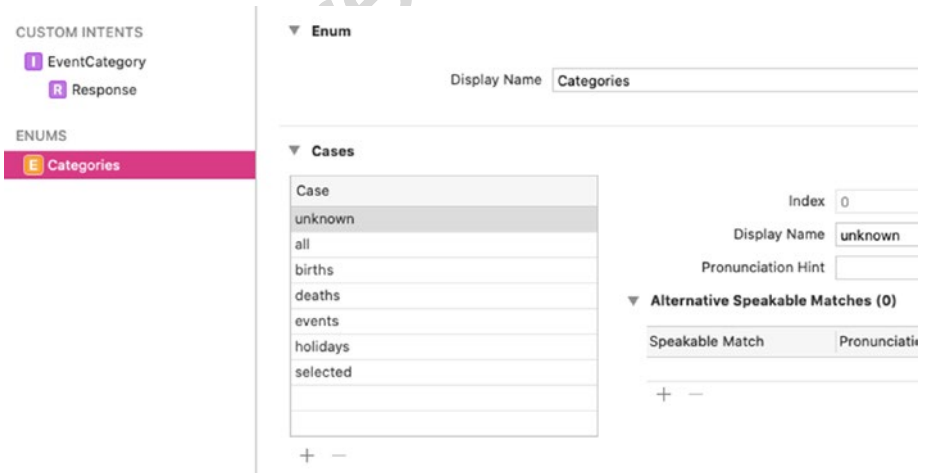 CUSTOM INTENTS
I EventCategory
R Response
ENUMS
E Categories
Enum
Display Name Categories
Cases
Case
unknown
all
births
deaths
events
holidays
selected
+ −
Index 0
Display Name unknown
Pronunciation Hint
Alternative Speakable Matches (0)
Speakable Match Pronunciati
+ −